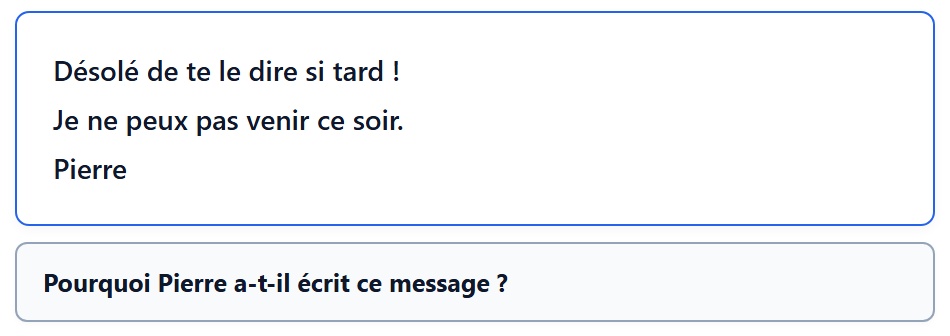 Désolé de te le dire si tard !
Je ne peux pas venir ce soir.
Pierre
Pourquoi Pierre a-t-il écrit ce message ?